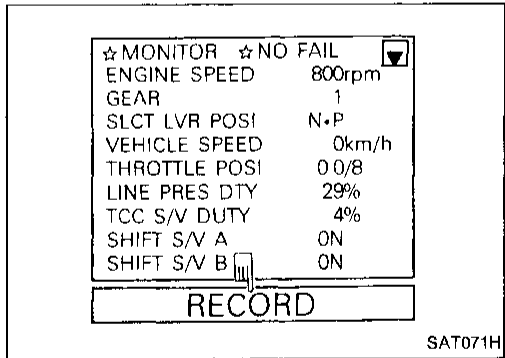 ☆MONITOR ☆NO FAIL ▼
ENGINE SPEED 800rpm
GEAR 1
SLCT LVR POSI N•P
VEHICLE SPEED 0km/h
THROTTLE POSI 0.0/8
LINE PRES DTY 29%
TCC S/V DUTY 4%
SHIFT S/V A ON
SHIFT S/V B ON
RECORD
SAT071H